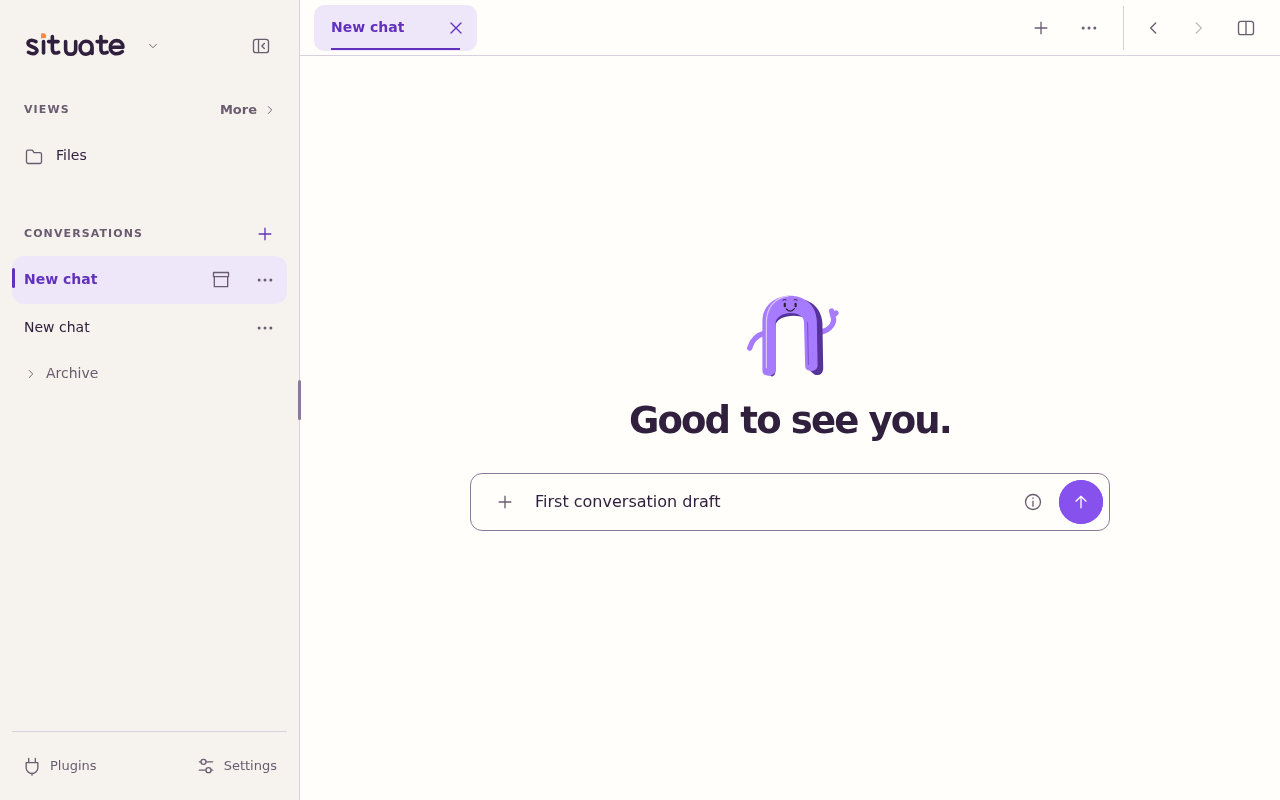 situate
VIEWS
More
Files
CONVERSATIONS
New chat
New chat
Archive
Plugins
Settings
New chat
Good to see you.
First conversation draft